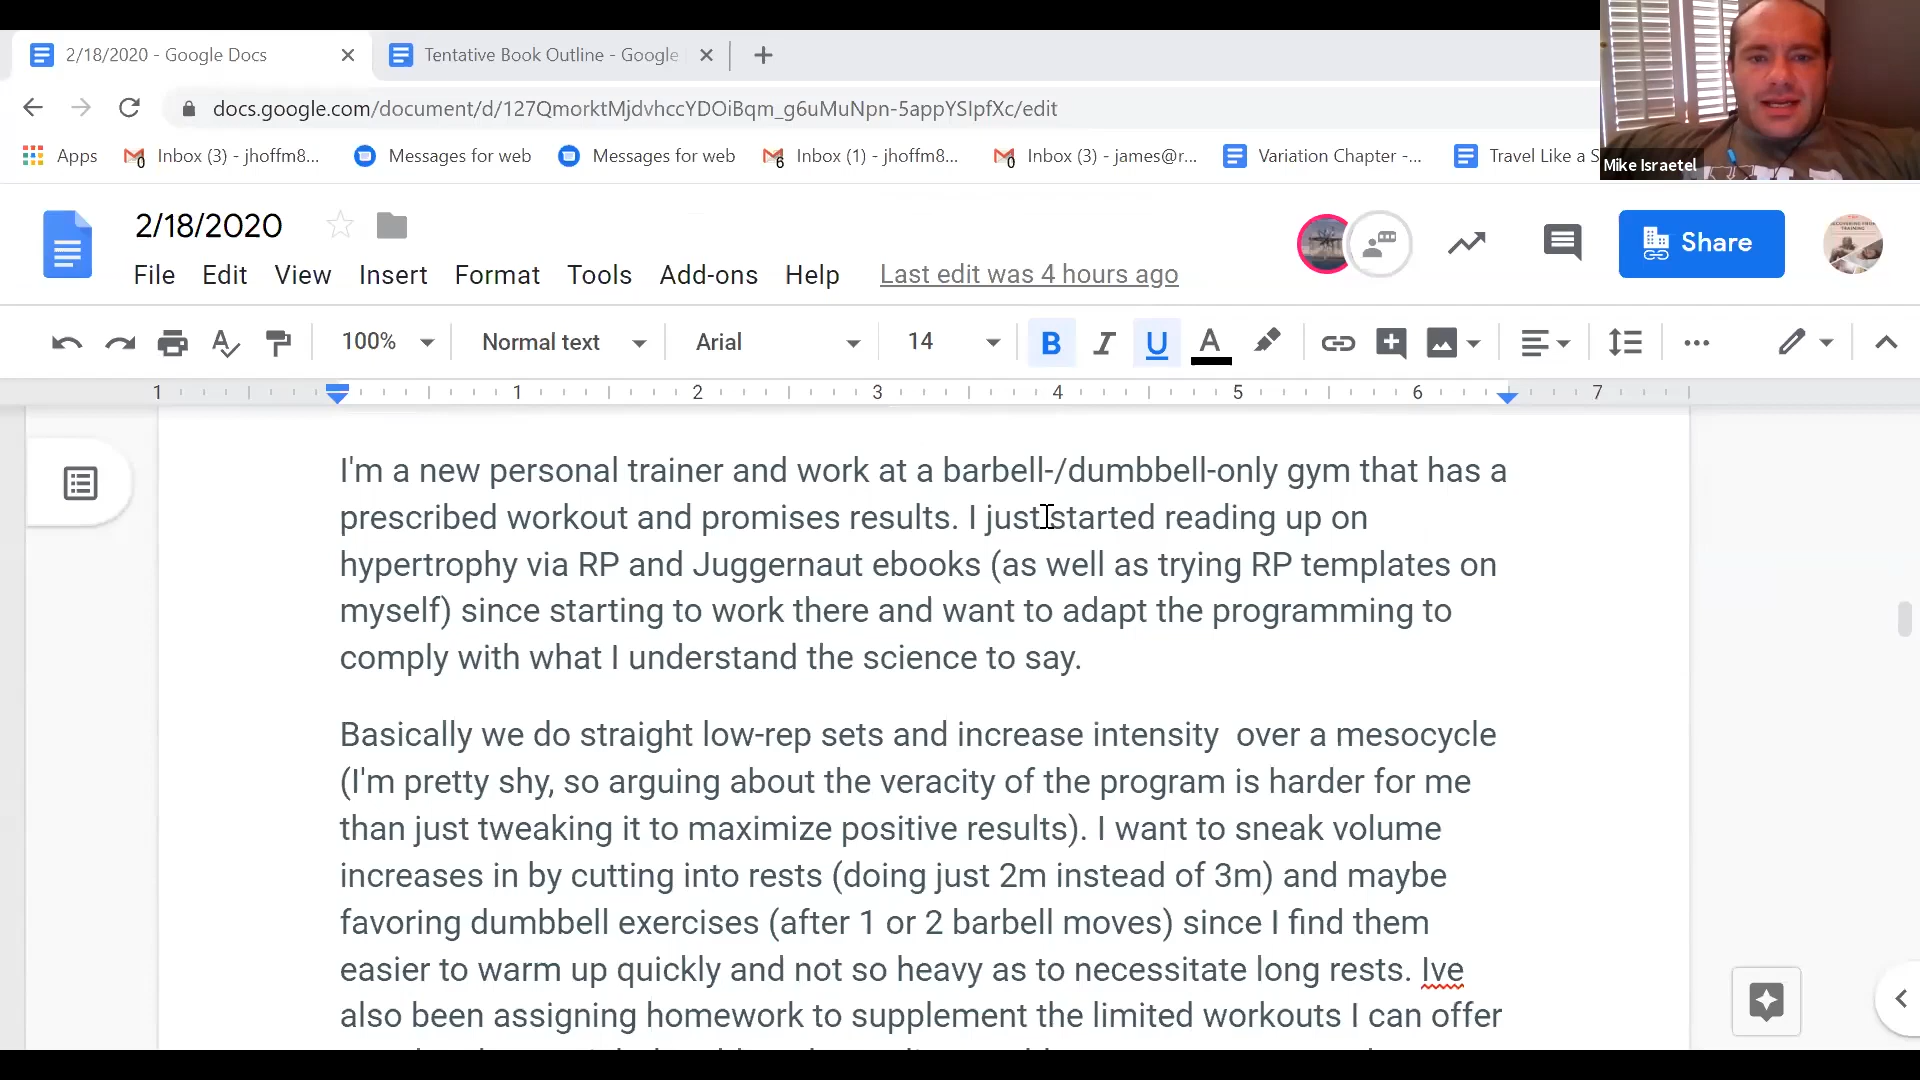 2/18/2020 - Google Docs
Tentative Book Outline - Google
docs.google.com/document/d/127QmorktMjdvhccYDOiBqm_g6uMuNpn-5appYSlpfXc/edit
Apps
Inbox (3) - jhoffm8...
Messages for web
Messages for web
Inbox (1) - jhoffm8...
Inbox (3) - james@r...
Variation Chapter -...
Travel Like a S
Mike Israetel
2/18/2020
File Edit View Insert Format Tools Add-ons Help Last edit was 4 hours ago
Share
100% Normal text Arial 14 B I U A
1 1 2 3 4 5 6 7
I'm a new personal trainer and work at a barbell-/dumbbell-only gym that has a
prescribed workout and promises results. I just started reading up on
hypertrophy via RP and Juggernaut ebooks (as well as trying RP templates on
myself) since starting to work there and want to adapt the programming to
comply with what I understand the science to say.
Basically we do straight low-rep sets and increase intensity  over a mesocycle
(I'm pretty shy, so arguing about the veracity of the program is harder for me
than just tweaking it to maximize positive results). I want to sneak volume
increases in by cutting into rests (doing just 2m instead of 3m) and maybe
favoring dumbbell exercises (after 1 or 2 barbell moves) since I find them
easier to warm up quickly and not so heavy as to necessitate long rests. Ive
also been assigning homework to supplement the limited workouts I can offer